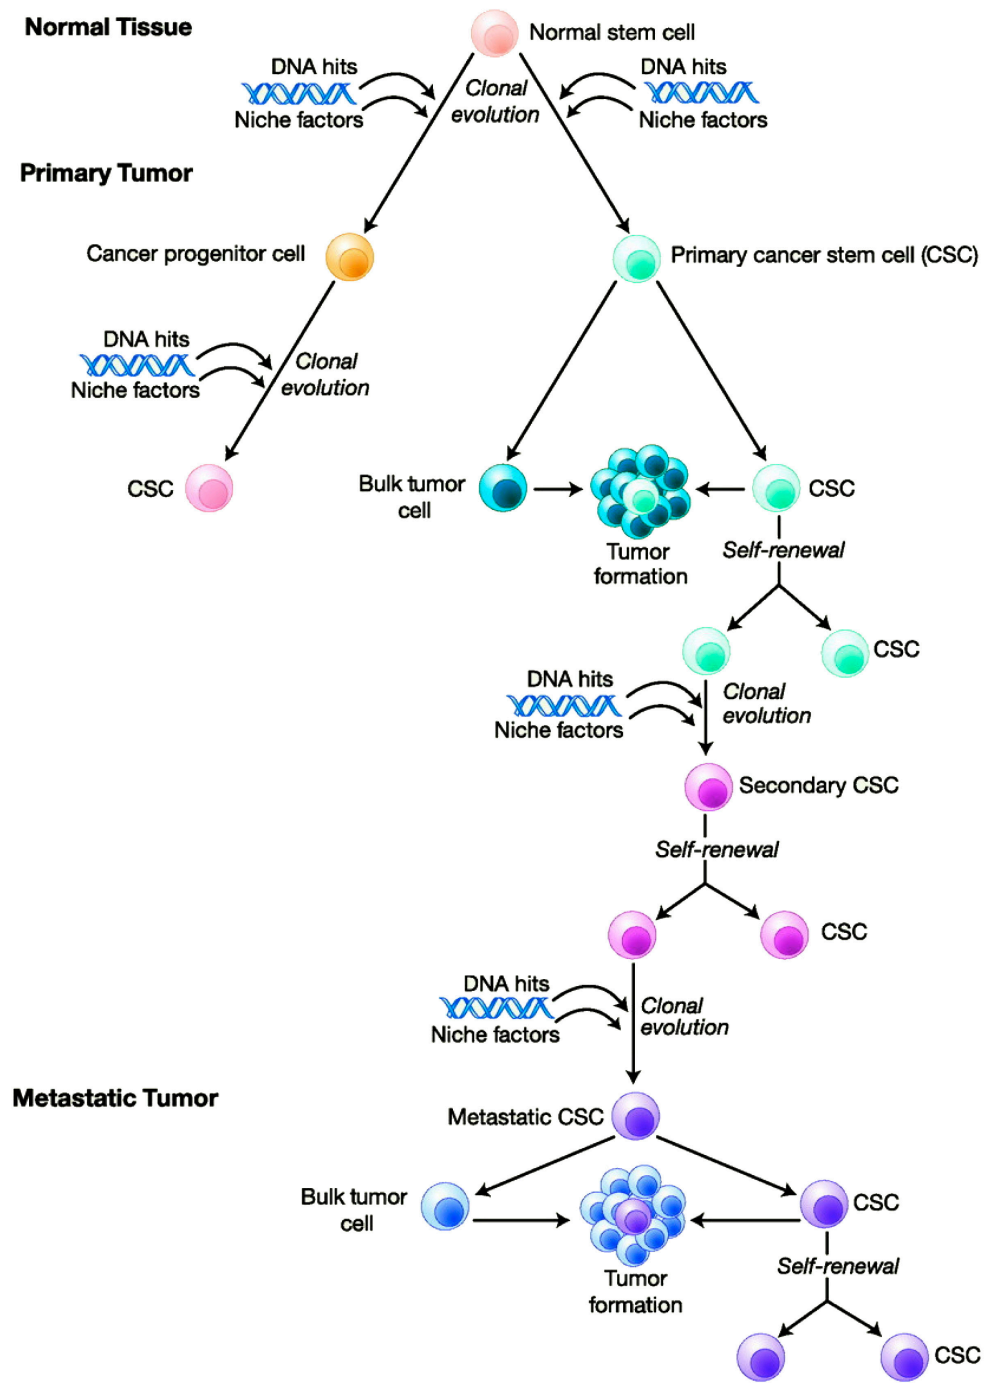 Normal Tissue
Normal stem cell
DNA hits
Niche factors
Clonal
evolution
DNA hits
Niche factors
Primary Tumor
Cancer progenitor cell
Primary cancer stem cell (CSC)
DNA hits
Niche factors
Clonal
evolution
CSC
Bulk tumor
cell
Tumor
formation
CSC
Self-renewal
CSC
DNA hits
Niche factors
Clonal
evolution
Secondary CSC
Self-renewal
CSC
DNA hits
Niche factors
Clonal
evolution
Metastatic Tumor
Metastatic CSC
Bulk tumor
cell
Tumor
formation
CSC
Self-renewal
CSC